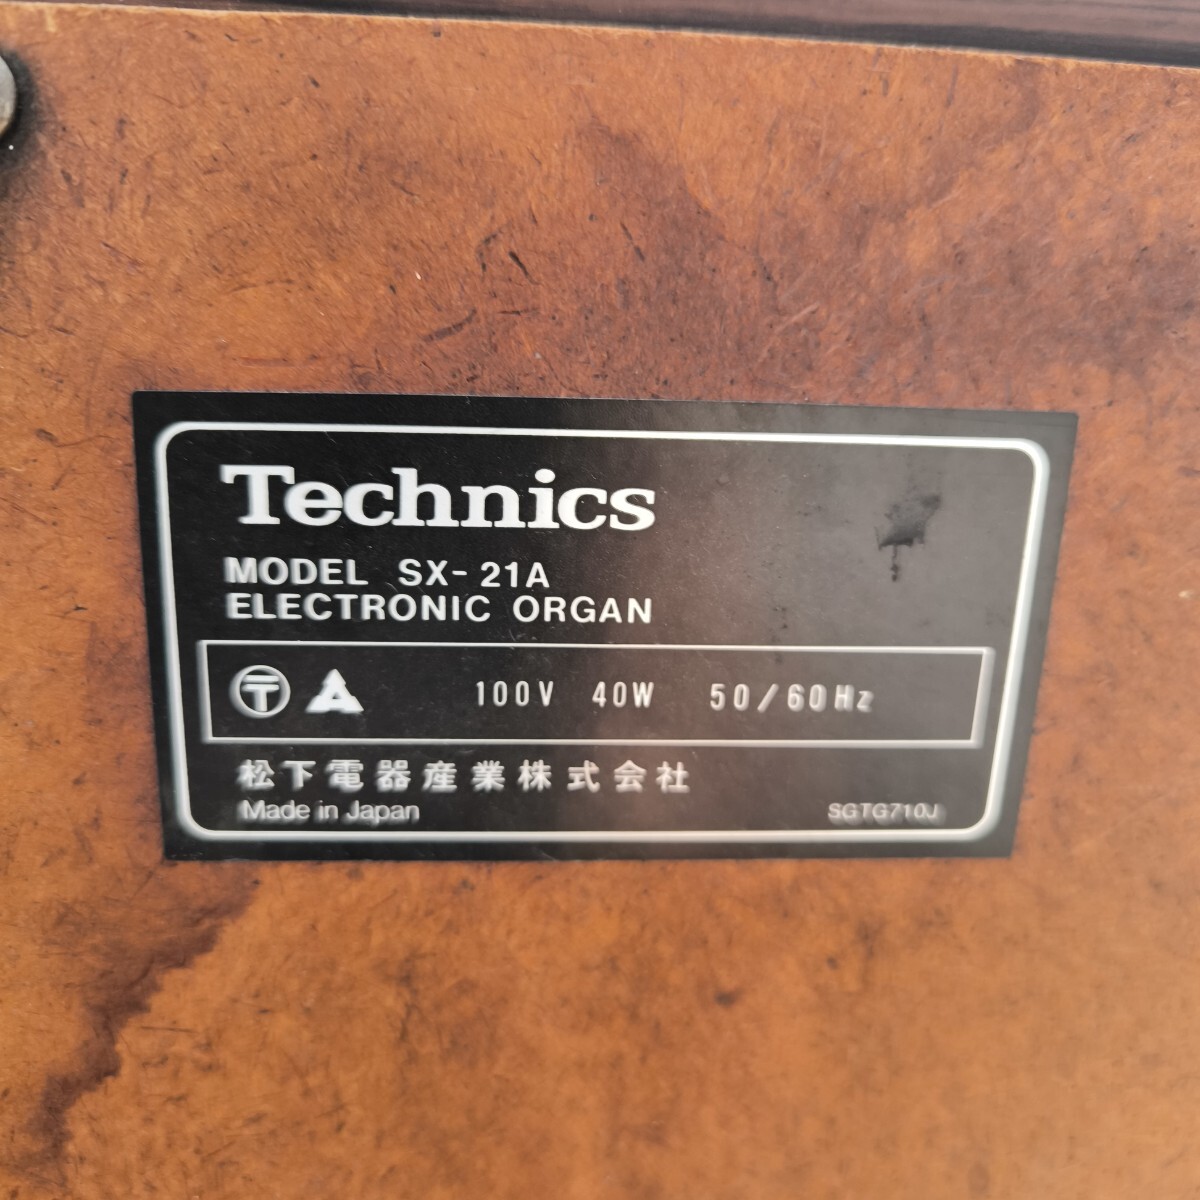 Technics
MODEL SX-21A
ELECTRONIC ORGAN
〒 A 100V 40W 50/60Hz
松下電器産業株式会社
Made in Japan SGTG710J